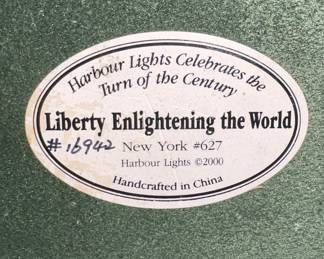 Harbour Lights Celebrates the
Turn of the Century
Liberty Enlightening the World
#16942 New York #627
Harbour Lights ©2000
Handcrafted in China